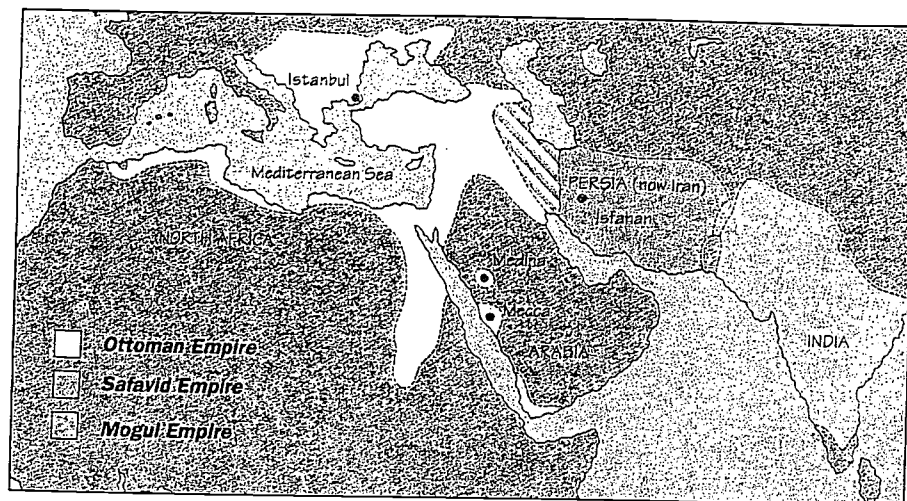 Istanbul
Mediterranean Sea
PERSIA (now Iran)
Isfahan
NORTH AFRICA
Medina
Mecca
ARABIA
INDIA
Ottoman Empire
Safavid Empire
Mogul Empire